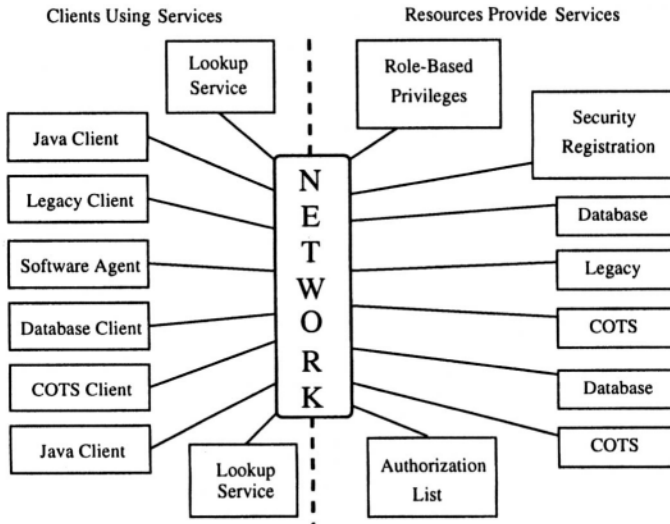 Clients Using Services
Resources Provide Services
Lookup
Service
Role-Based
Privileges
Security
Registration
Java Client
Legacy Client
Software Agent
Database Client
COTS Client
Java Client
Lookup
Service
N
E
T
W
O
R
K
Database
Legacy
COTS
Database
COTS
Authorization
List